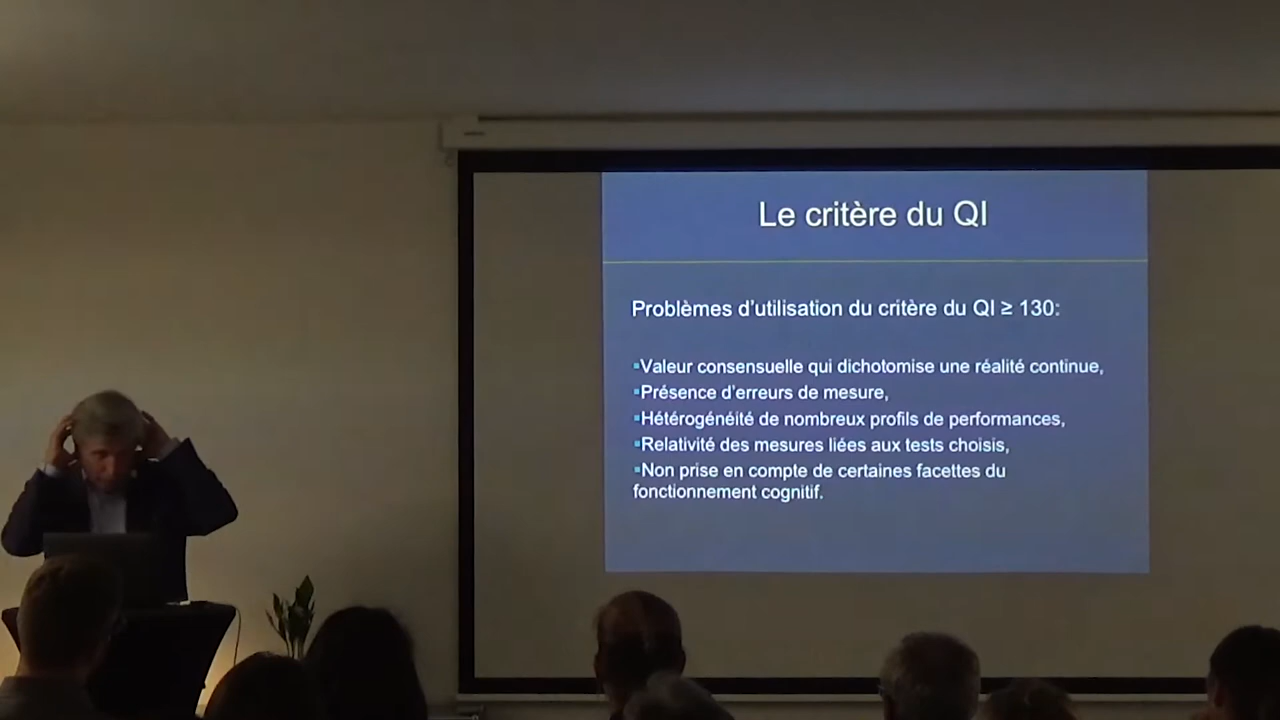 Le critère du QI
Problèmes d'utilisation du critère du QI ≥ 130:
▪Valeur consensuelle qui dichotomise une réalité continue,
▪Présence d'erreurs de mesure,
▪Hétérogénéité de nombreux profils de performances,
▪Relativité des mesures liées aux tests choisis,
▪Non prise en compte de certaines facettes du
fonctionnement cognitif.